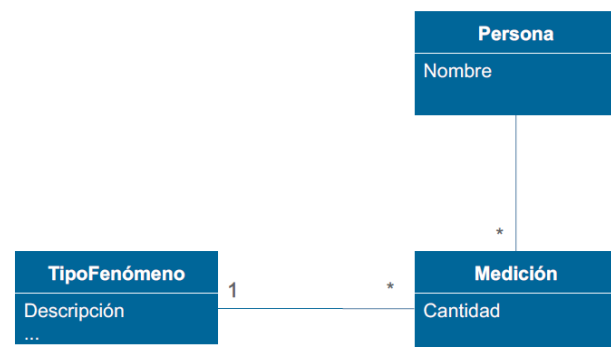 Persona
Nombre
*
TipoFenómeno
Descripción
...
1
*
Medición
Cantidad